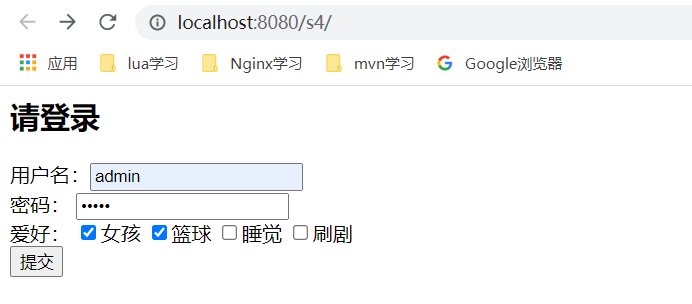 localhost:8080/s4/
应用 lua学习 Nginx学习 mvn学习 Google浏览器
请登录
用户名： admin
密码： •••••
爱好： 女孩 篮球 睡觉 刷剧
提交